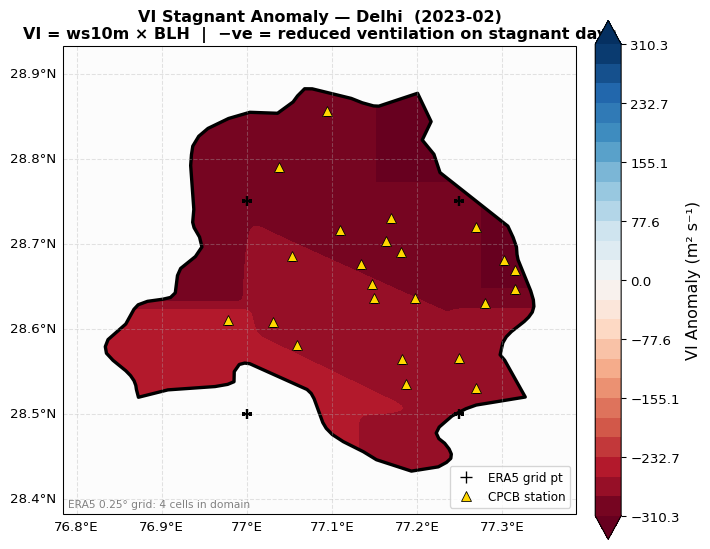 VI Stagnant Anomaly — Delhi  (2023-02)
VI = ws10m × BLH  |  −ve = reduced ventilation on stagnant day
28.9°N
28.8°N
28.7°N
28.6°N
28.5°N
28.4°N
76.8°E
76.9°E
77°E
77.1°E
77.2°E
77.3°E
ERA5 0.25° grid: 4 cells in domain
ERA5 grid pt
CPCB station
310.3
232.7
155.1
77.6
0.0
−77.6
−155.1
−232.7
−310.3
VI Anomaly (m² s⁻¹)